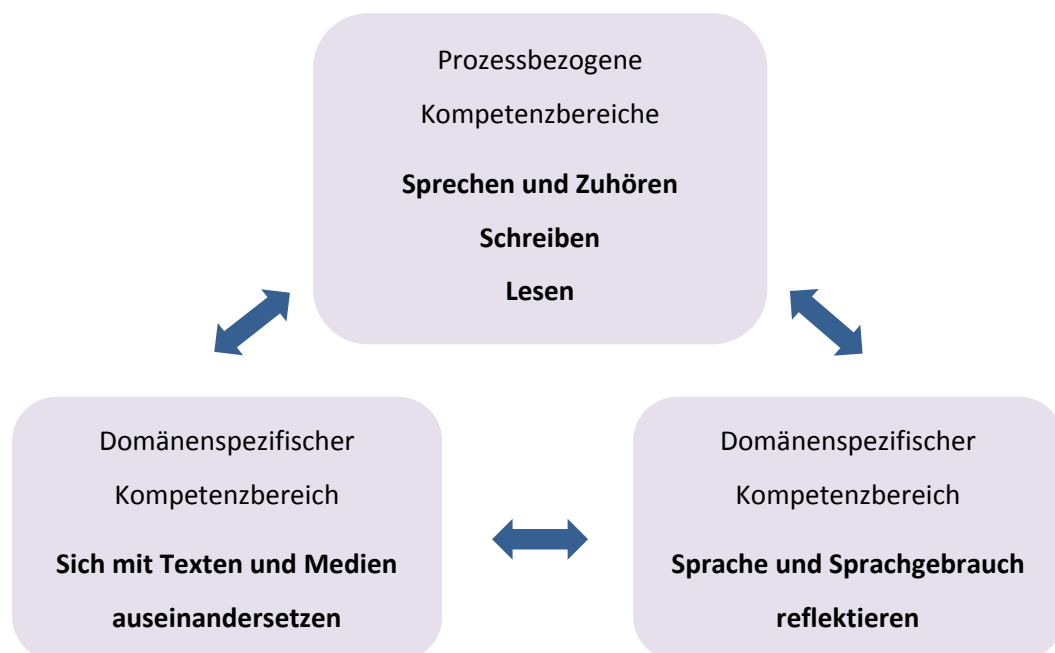 Prozessbezogene
Kompetenzbereiche
Sprechen und Zuhören
Schreiben
Lesen
Domänenspezifischer
Kompetenzbereich
Sich mit Texten und Medien
auseinandersetzen
Domänenspezifischer
Kompetenzbereich
Sprache und Sprachgebrauch
reflektieren